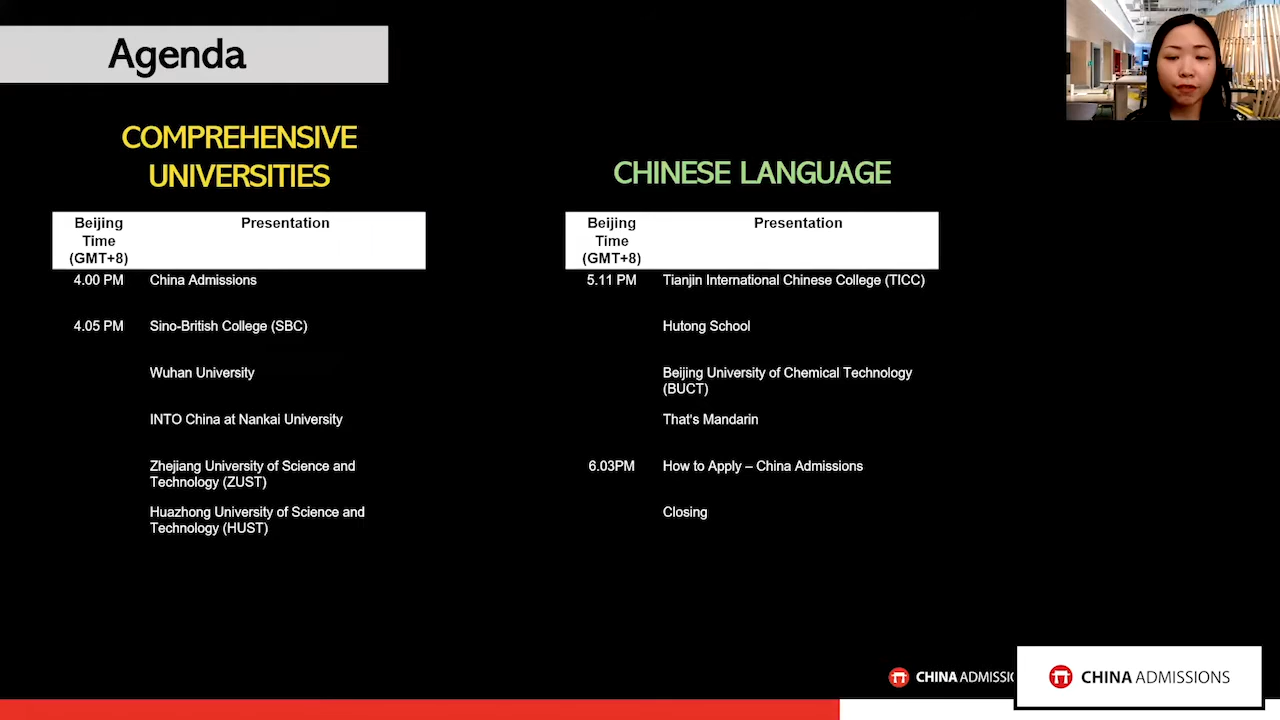 Agenda
COMPREHENSIVE
UNIVERSITIES
Beijing
Time
(GMT+8)
Presentation
4.00 PM China Admissions
4.05 PM Sino-British College (SBC)
Wuhan University
INTO China at Nankai University
Zhejiang University of Science and
Technology (ZUST)
Huazhong University of Science and
Technology (HUST)
CHINESE LANGUAGE
Beijing
Time
(GMT+8)
Presentation
5.11 PM Tianjin International Chinese College (TICC)
Hutong School
Beijing University of Chemical Technology
(BUCT)
That's Mandarin
6.03PM How to Apply – China Admissions
Closing
CHINA ADMISSI
CHINA ADMISSIONS